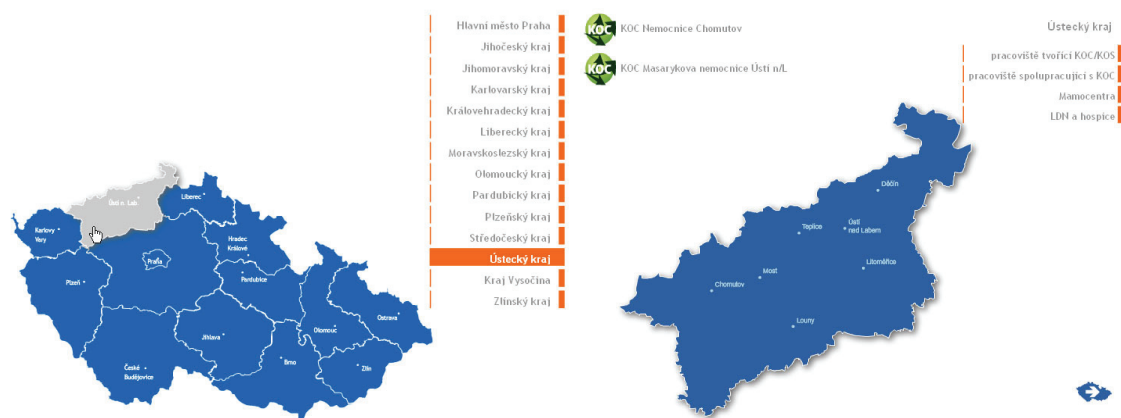 Hlavní město Praha
Jihočeský kraj
Jihomoravský kraj
Karlovarský kraj
Královehradecký kraj
Liberecký kraj
Moravskoslezský kraj
Olomoucký kraj
Pardubický kraj
Plzeňský kraj
Středočeský kraj
Ústecký kraj
Kraj Vysočina
Zlínský kraj
Ústí n. Lab.
Liberec
Karlovy
Vary
Hradec
Králové
Praha
Plzeň
Pardubice
Ostrava
Olomouc
Jihlava
Brno
Zlín
České
Budějovice
KOC
KOC Nemocnice Chomutov
KOC
KOC Masarykova nemocnice Ústí n/L
Ústecký kraj
pracoviště tvořící KOC/KOS
pracoviště spolupracující s KOC
Mamocentra
LDN a hospice
Děčín
Ústí
nad Labem
Teplice
Litoměřice
Most
Chomutov
Louny